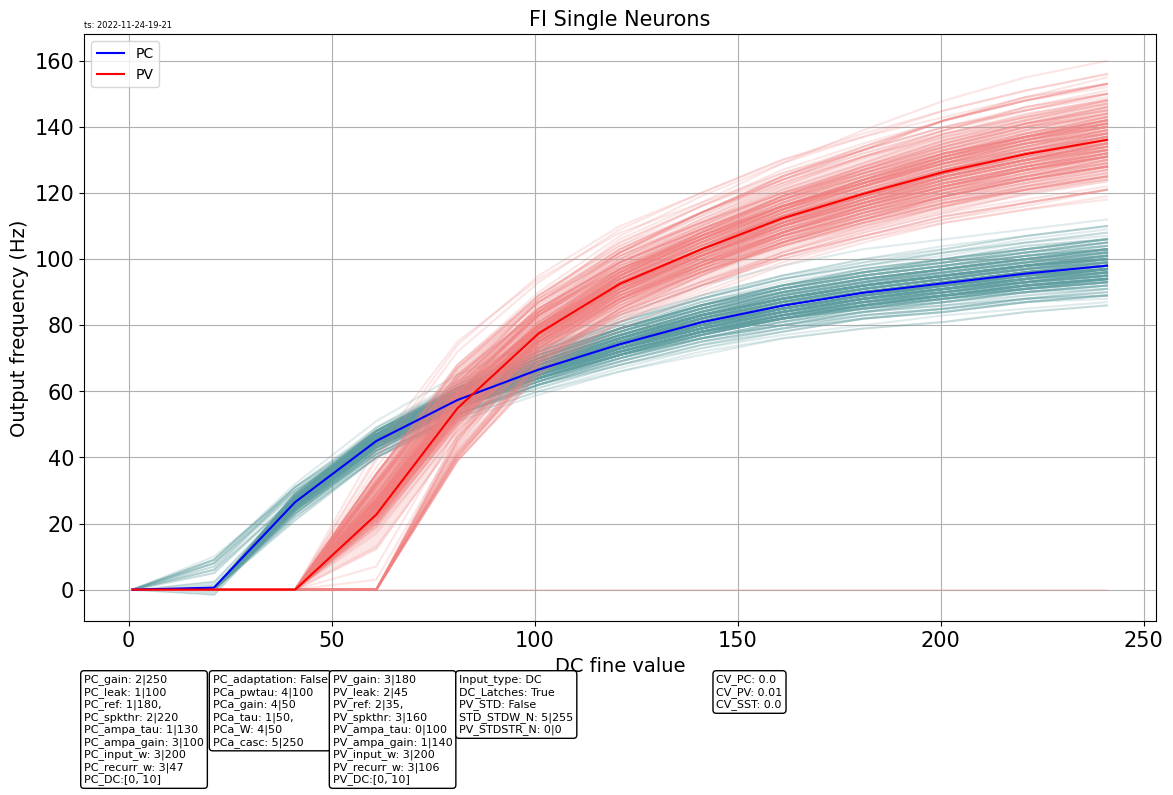 ts: 2022-11-24-19-21
FI Single Neurons
PC
PV
Output frequency (Hz)
160
140
120
100
80
60
40
20
0
0 50 100 150 200 250
DC fine value
PC_gain: 2|250
PC_leak: 1|100
PC_ref: 1|180,
PC_spkthr: 2|220
PC_ampa_tau: 1|130
PC_ampa_gain: 3|100
PC_input_w: 3|200
PC_recurr_w: 3|47
PC_DC:[0, 10]
PC_adaptation: False
PCa_pwtau: 4|100
PCa_gain: 4|50
PCa_tau: 1|50,
PCa_W: 4|50
PCa_casc: 5|250
PV_gain: 3|180
PV_leak: 2|45
PV_ref: 2|35,
PV_spkthr: 3|160
PV_ampa_tau: 0|100
PV_ampa_gain: 1|140
PV_input_w: 3|200
PV_recurr_w: 3|106
PV_DC:[0, 10]
Input_type: DC
DC_Latches: True
PV_STD: False
STD_STDW_N: 5|255
PV_STDSTR_N: 0|0
CV_PC: 0.0
CV_PV: 0.01
CV_SST: 0.0